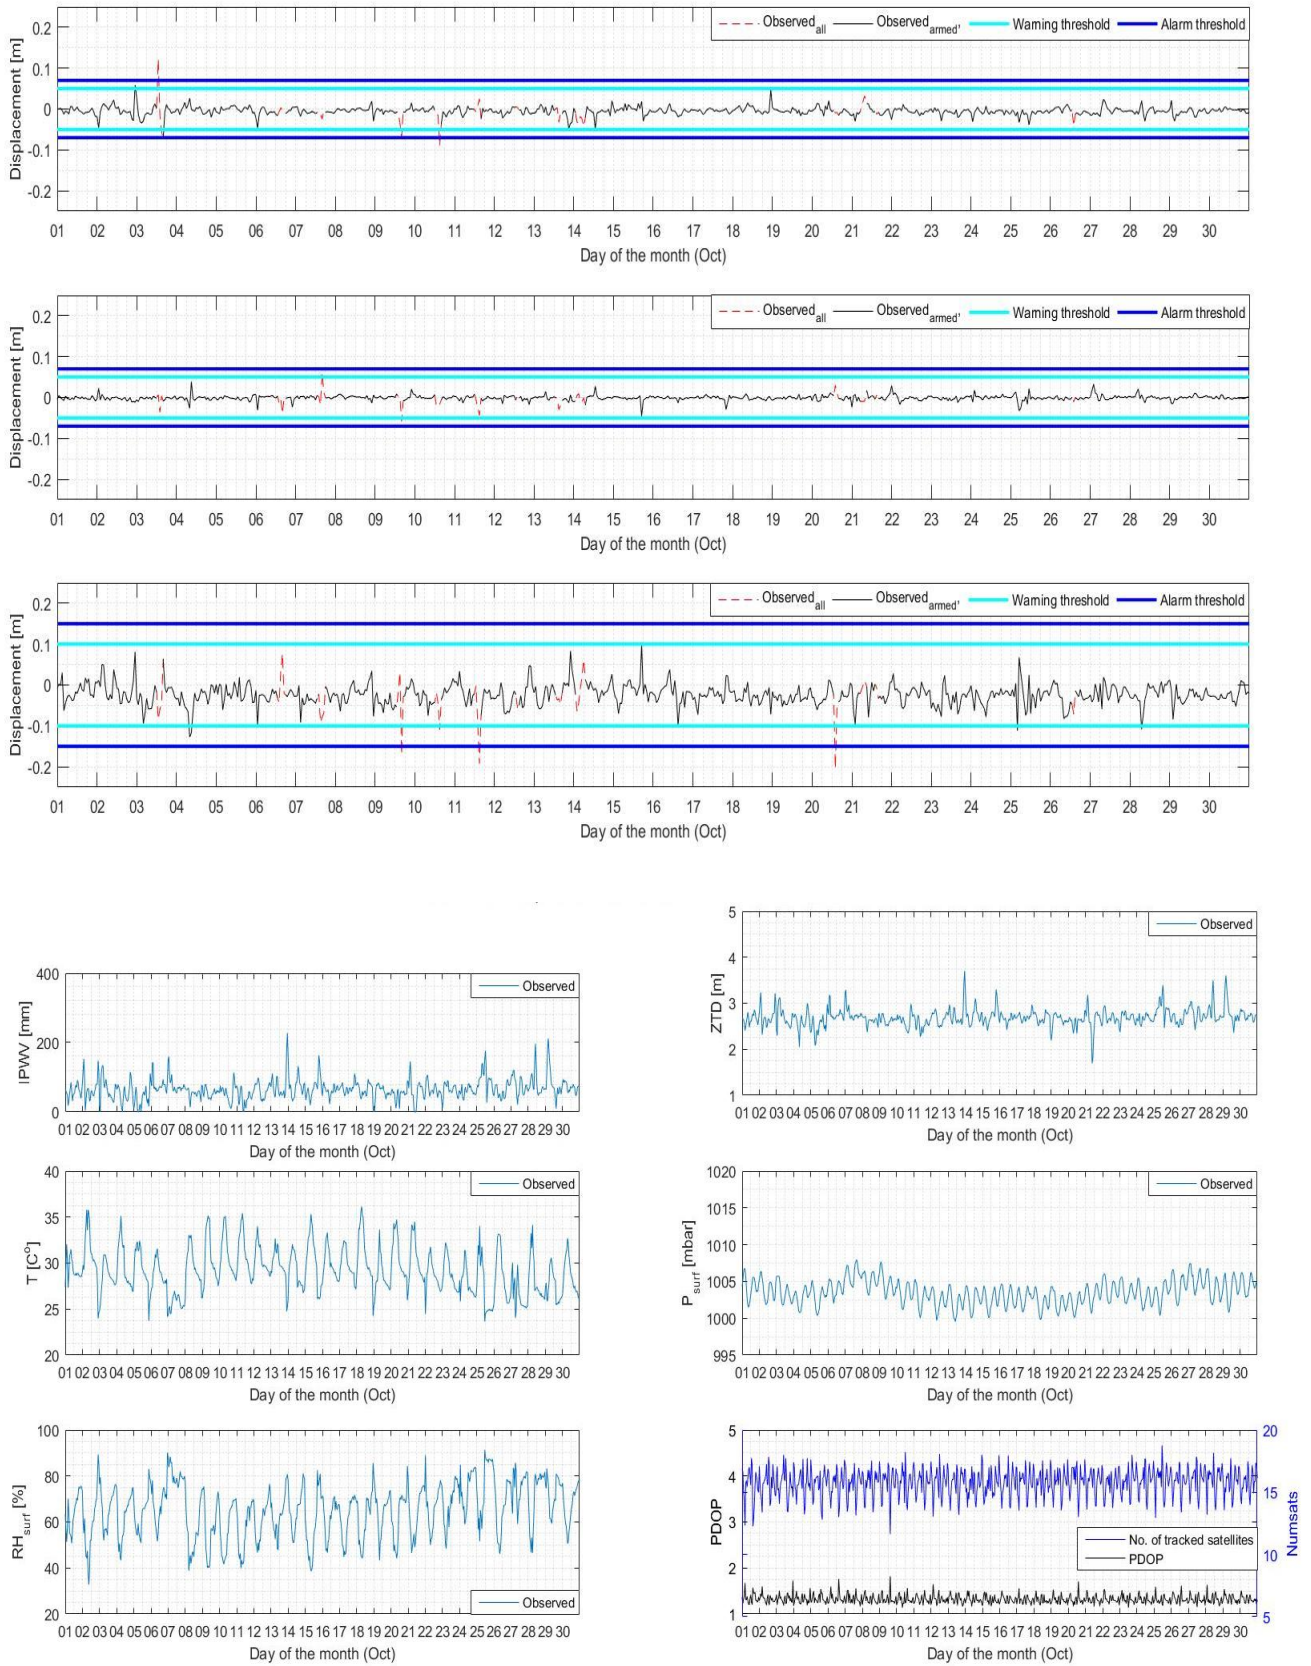 Observed all Observed armed, Warning threshold Alarm threshold
0.2
0.1
0
-0.1
-0.2
Displacement [m]
01 02 03 04 05 06 07 08 09 10 11 12 13 14 15 16 17 18 19 20 21 22 23 24 25 26 27 28 29 30
Day of the month (Oct)
Observed all Observed armed, Warning threshold Alarm threshold
0.2
0.1
0
-0.1
-0.2
Displacement [m]
01 02 03 04 05 06 07 08 09 10 11 12 13 14 15 16 17 18 19 20 21 22 23 24 25 26 27 28 29 30
Day of the month (Oct)
Observed all Observed armed, Warning threshold Alarm threshold
0.2
0.1
0
-0.1
-0.2
Displacement [m]
01 02 03 04 05 06 07 08 09 10 11 12 13 14 15 16 17 18 19 20 21 22 23 24 25 26 27 28 29 30
Day of the month (Oct)
Observed
400
200
0
IPWV [mm]
01 02 03 04 05 06 07 08 09 10 11 12 13 14 15 16 17 18 19 20 21 22 23 24 25 26 27 28 29 30
Day of the month (Oct)
Observed
5
4
3
2
1
ZTD [m]
01 02 03 04 05 06 07 08 09 10 11 12 13 14 15 16 17 18 19 20 21 22 23 24 25 26 27 28 29 30
Day of the month (Oct)
Observed
40
35
30
25
20
T [C°]
01 02 03 04 05 06 07 08 09 10 11 12 13 14 15 16 17 18 19 20 21 22 23 24 25 26 27 28 29 30
Day of the month (Oct)
Observed
1020
1015
1010
1005
1000
995
P surf [mbar]
01 02 03 04 05 06 07 08 09 10 11 12 13 14 15 16 17 18 19 20 21 22 23 24 25 26 27 28 29 30
Day of the month (Oct)
100
80
60
40
20
RH surf [%]
Observed
01 02 03 04 05 06 07 08 09 10 11 12 13 14 15 16 17 18 19 20 21 22 23 24 25 26 27 28 29 30
Day of the month (Oct)
5
4
3
2
1
PDOP
20
15
10
5
Numsats
No. of tracked satellites
PDOP
01 02 03 04 05 06 07 08 09 10 11 12 13 14 15 16 17 18 19 20 21 22 23 24 25 26 27 28 29 30
Day of the month (Oct)